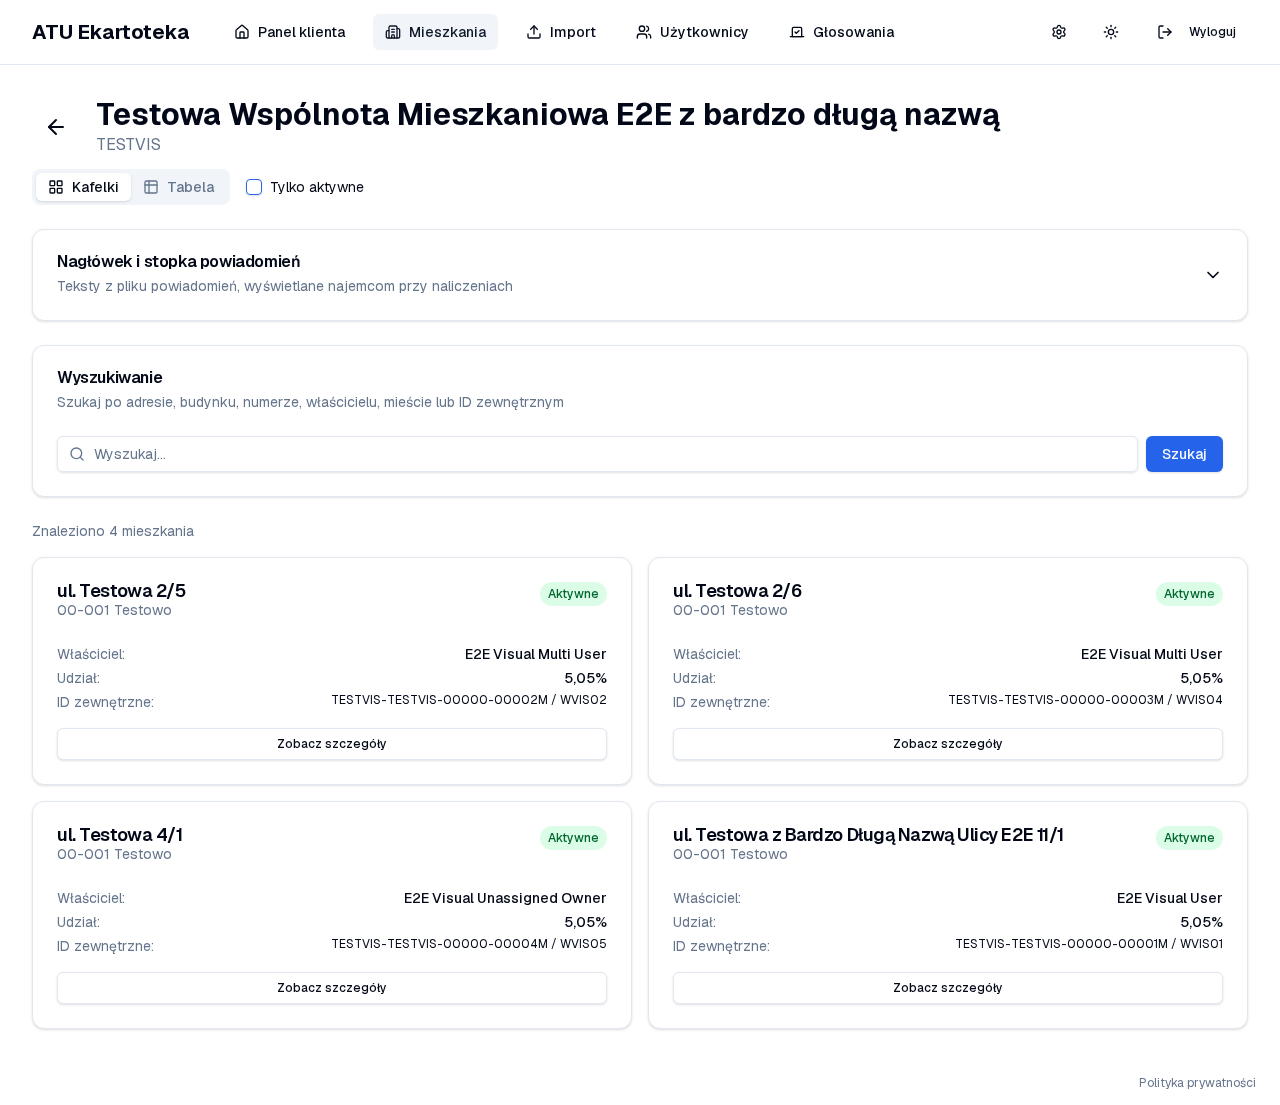 ATU Ekartoteka
Panel klienta
Mieszkania
Import
Użytkownicy
Głosowania
Wyloguj
Testowa Wspólnota Mieszkaniowa E2E z bardzo długą nazwą
TESTVIS
Kafelki
Tabela
Tylko aktywne
Nagłówek i stopka powiadomień
Teksty z pliku powiadomień, wyświetlane najemcom przy naliczeniach
Wyszukiwanie
Szukaj po adresie, budynku, numerze, właścicielu, mieście lub ID zewnętrznym
Wyszukaj...
Szukaj
Znaleziono 4 mieszkania
ul. Testowa 2/5
Aktywne
00-001 Testowo
Właściciel: E2E Visual Multi User
Udział: 5,05%
ID zewnętrzne: TESTVIS-TESTVIS-00000-00002M / WVIS02
Zobacz szczegóły
ul. Testowa 2/6
Aktywne
00-001 Testowo
Właściciel: E2E Visual Multi User
Udział: 5,05%
ID zewnętrzne: TESTVIS-TESTVIS-00000-00003M / WVIS04
Zobacz szczegóły
ul. Testowa 4/1
Aktywne
00-001 Testowo
Właściciel: E2E Visual Unassigned Owner
Udział: 5,05%
ID zewnętrzne: TESTVIS-TESTVIS-00000-00004M / WVIS05
Zobacz szczegóły
ul. Testowa z Bardzo Długą Nazwą Ulicy E2E 11/1
Aktywne
00-001 Testowo
Właściciel: E2E Visual User
Udział: 5,05%
ID zewnętrzne: TESTVIS-TESTVIS-00000-00001M / WVIS01
Zobacz szczegóły
Polityka prywatności